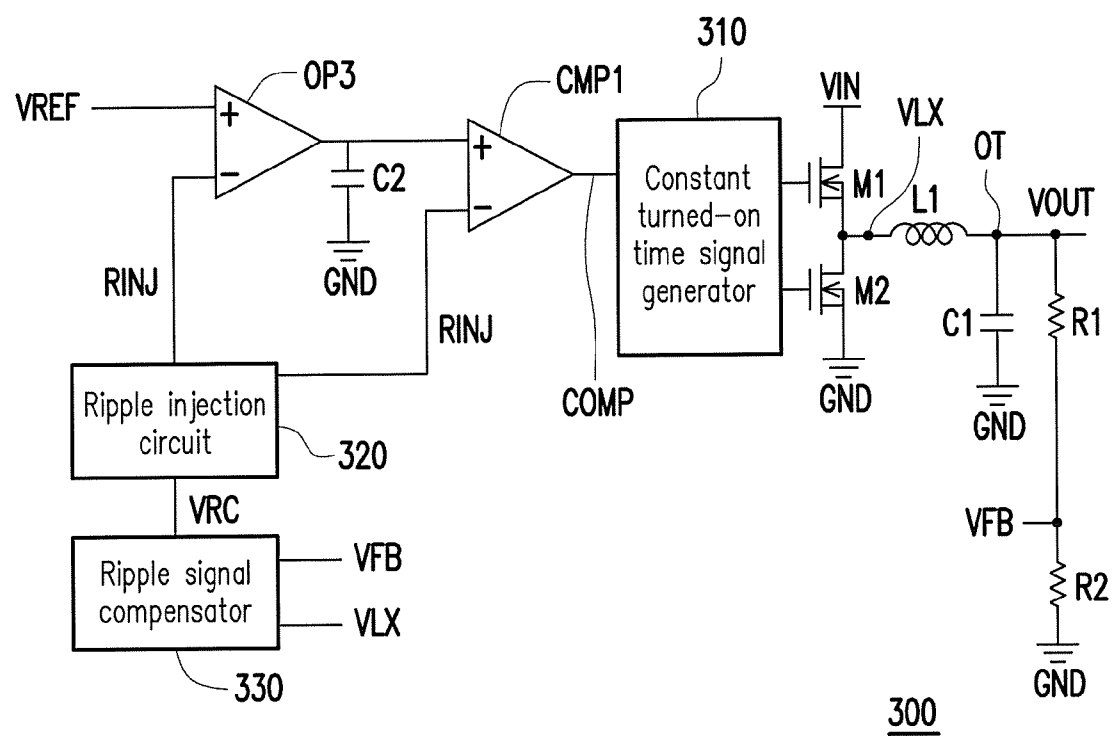 310
OP3
CMP1
VIN
VREF
+
-
VLX
OT
C2
+
-
Constant
turned-on
time signal
generator
M1
L1
VOUT
RINJ
GND
RINJ
M2
C1
R1
COMP
GND
GND
Ripple injection
circuit
320
VRC
VFB
Ripple signal
compensator
VFB
VLX
R2
330
GND
300